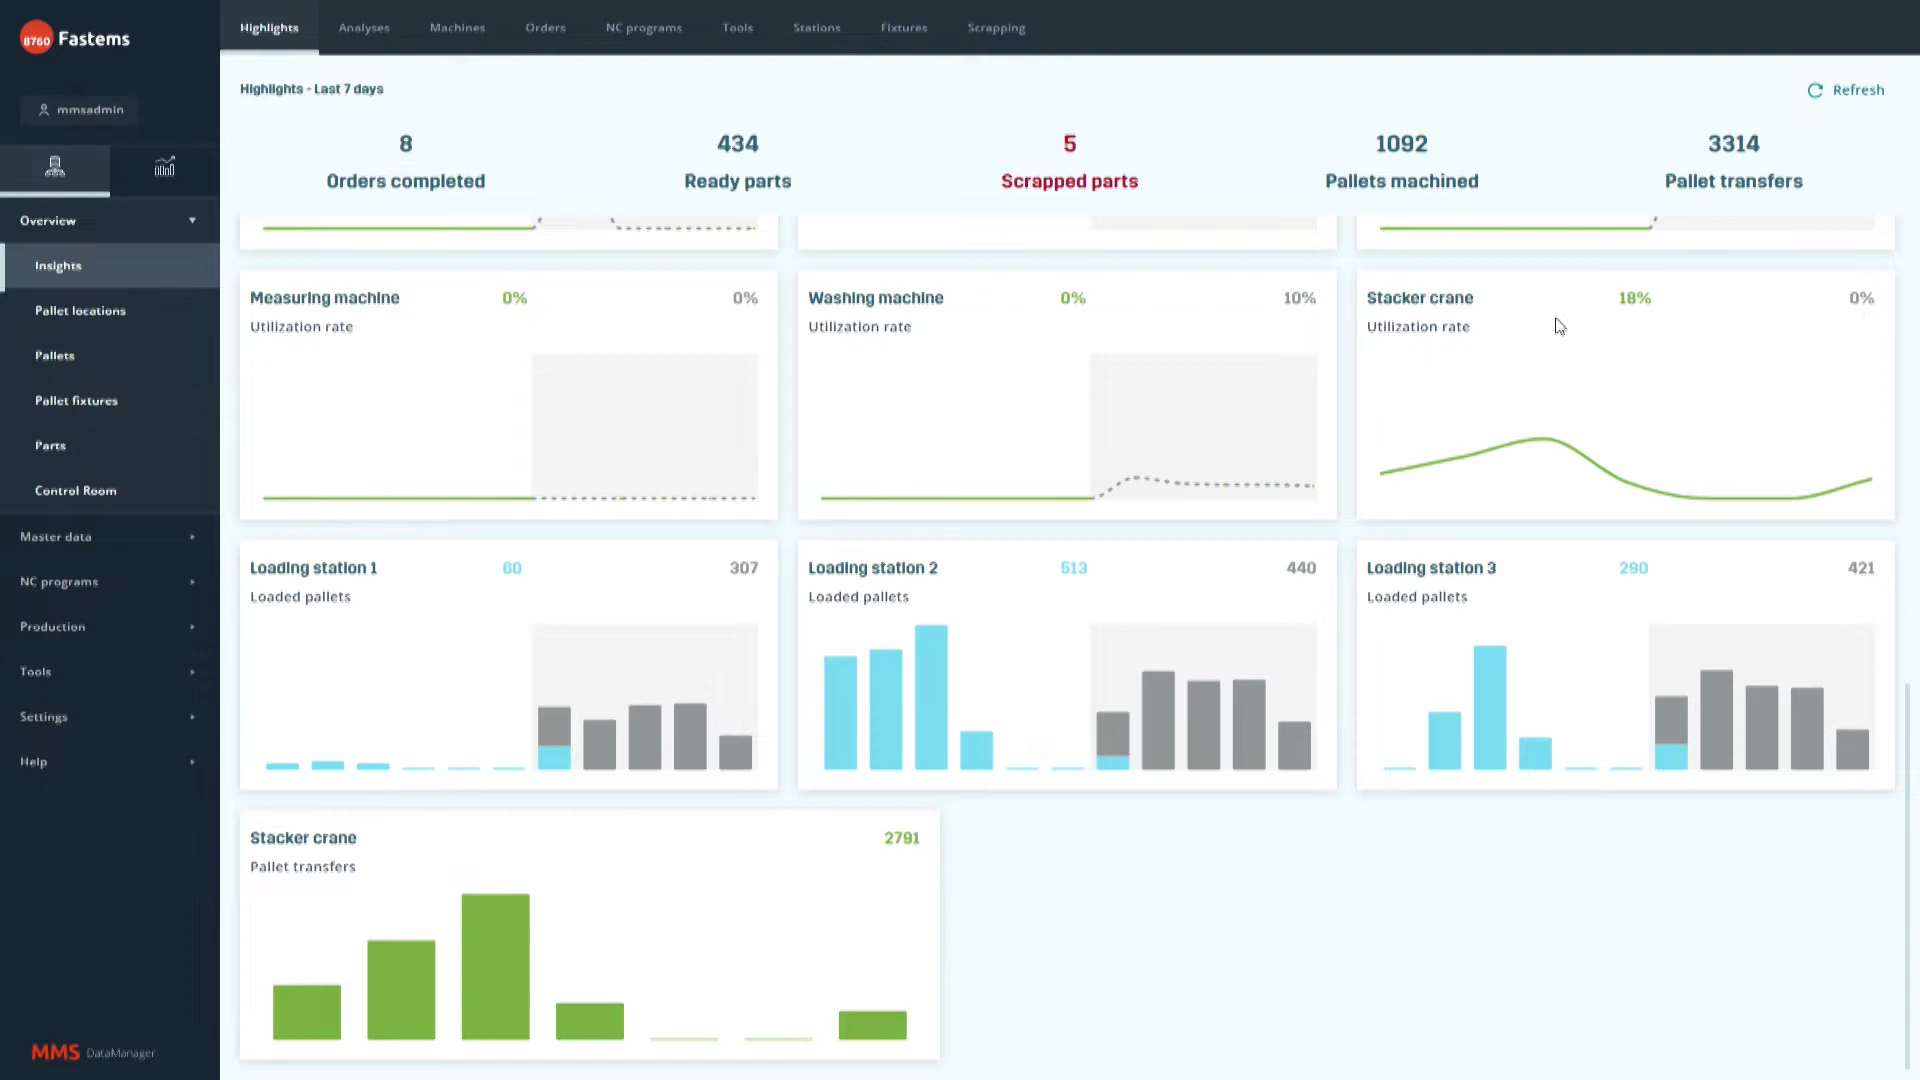 8760 Fastems
mmsadmin
Overview
Insights
Pallet locations
Pallets
Pallet fixtures
Parts
Control Room
Master data
NC programs
Production
Tools
Settings
Help
MMS DataManager
Highlights Analyses Machines Orders NC programs Tools Stations Fixtures Scrapping
Highlights - Last 7 days Refresh
8 434 5 1092 3314
Orders completed Ready parts Scrapped parts Pallets machined Pallet transfers
Measuring machine 0% 0%
Utilization rate
Washing machine 0% 10%
Utilization rate
Stacker crane 18% 0%
Utilization rate
Loading station 1 60 307
Loaded pallets
Loading station 2 513 440
Loaded pallets
Loading station 3 290 421
Loaded pallets
Stacker crane 2791
Pallet transfers